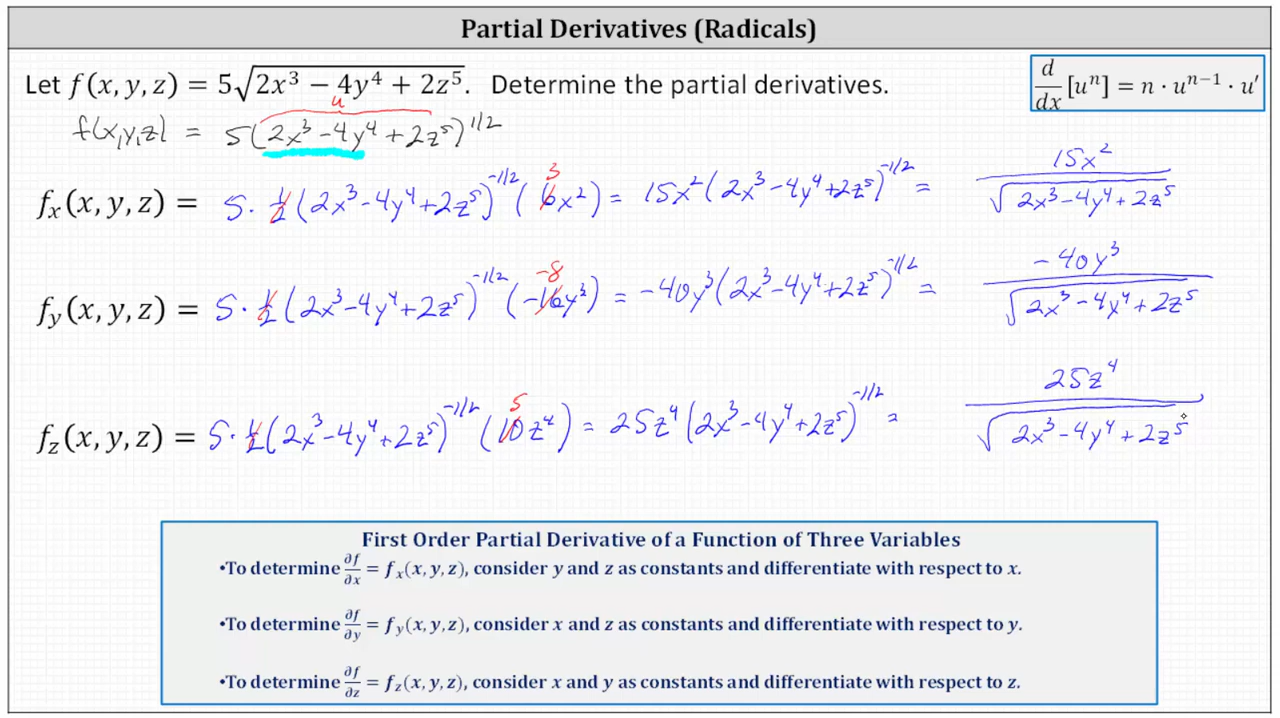 Partial Derivatives (Radicals)
Let f(x, y, z) = 5√(2x³ − 4y⁴ + 2z⁵). Determine the partial derivatives.
d/dx [uⁿ] = n · uⁿ⁻¹ · u′
u
f(x,y,z) = 5(2x³ − 4y⁴ + 2z⁵)^1/2
fₓ(x, y, z) = 5 · 1/2 (2x³ − 4y⁴ + 2z⁵)^-1/2 (6x²) = 15x² (2x³ − 4y⁴ + 2z⁵)^-1/2 = 15x² / √(2x³ − 4y⁴ + 2z⁵)
3
f_y(x, y, z) = 5 · 1/2 (2x³ − 4y⁴ + 2z⁵)^-1/2 (−16y³) = −40y³ (2x³ − 4y⁴ + 2z⁵)^-1/2 = −40y³ / √(2x³ − 4y⁴ + 2z⁵)
−8
f_z(x, y, z) = 5 · 1/2 (2x³ − 4y⁴ + 2z⁵)^-1/2 (10z⁴) = 25z⁴ (2x³ − 4y⁴ + 2z⁵)^-1/2 = 25z⁴ / √(2x³ − 4y⁴ + 2z⁵)
5
First Order Partial Derivative of a Function of Three Variables
•To determine ∂f/∂x = fₓ(x, y, z), consider y and z as constants and differentiate with respect to x.
•To determine ∂f/∂y = f_y(x, y, z), consider x and z as constants and differentiate with respect to y.
•To determine ∂f/∂z = f_z(x, y, z), consider x and y as constants and differentiate with respect to z.